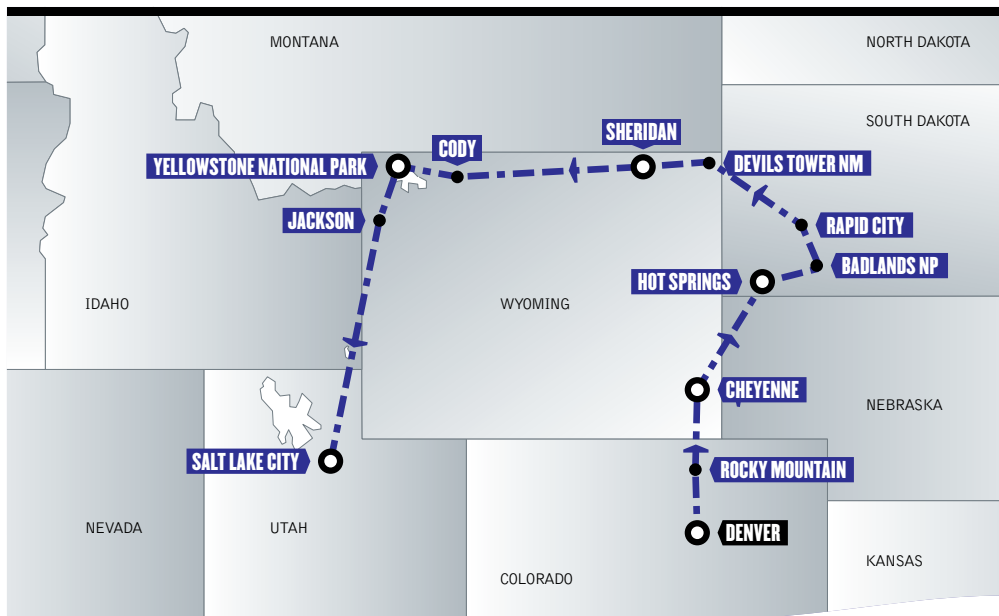 MONTANA
NORTH DAKOTA
SOUTH DAKOTA
SHERIDAN
CODY
YELLOWSTONE NATIONAL PARK
DEVILS TOWER NM
JACKSON
RAPID CITY
BADLANDS NP
HOT SPRINGS
IDAHO
WYOMING
CHEYENNE
NEBRASKA
SALT LAKE CITY
ROCKY MOUNTAIN
NEVADA
UTAH
DENVER
KANSAS
COLORADO